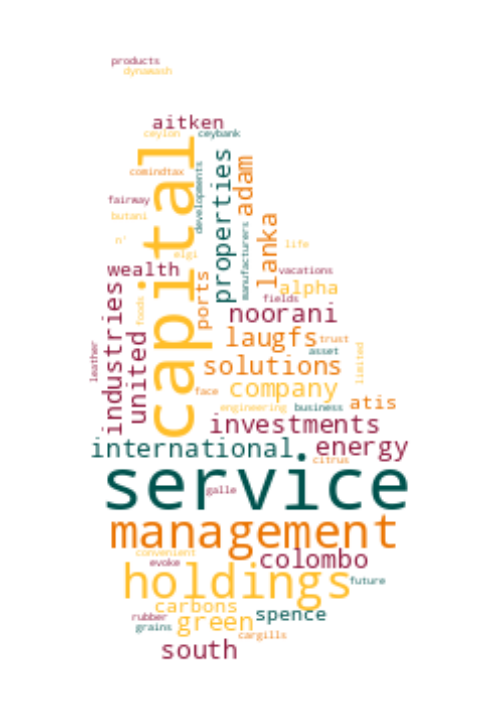 products
dynawash
aitken
ceylon
ceybank
capital
developments
properties
adam
comindtax
fairway
butani
manufacturers
lanka
n'
elgi
life
wealth
ports
vacations
alpha
industries
foods
fields
noorani
united
laugfs
trust
leather
asset
limited
solutions
face
company
atis
engineering
business
investments
international
energy
citrus
service
galle
management
convenient
colombo
evoke
holdings
future
carbons
rubber
green
spence
grains
cargills
south